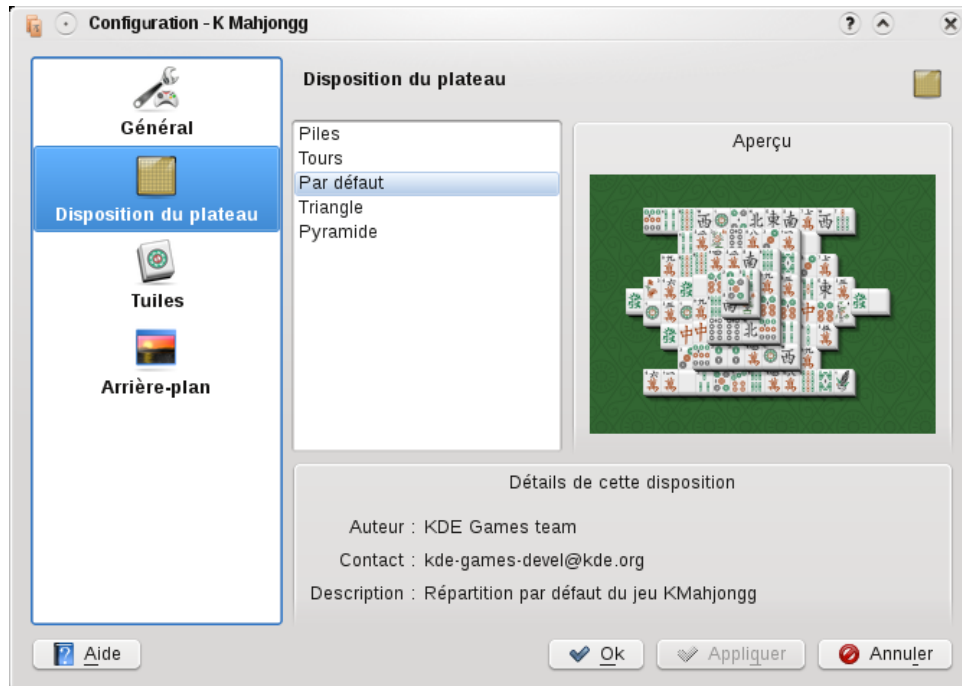 Configuration - K Mahjongg
Général
Disposition du plateau
Tuiles
Arrière-plan
Disposition du plateau
Piles
Tours
Par défaut
Triangle
Pyramide
Aperçu
Détails de cette disposition
Auteur : KDE Games team
Contact : kde-games-devel@kde.org
Description : Répartition par défaut du jeu KMahjongg
Aide
Ok
Appliquer
Annuler